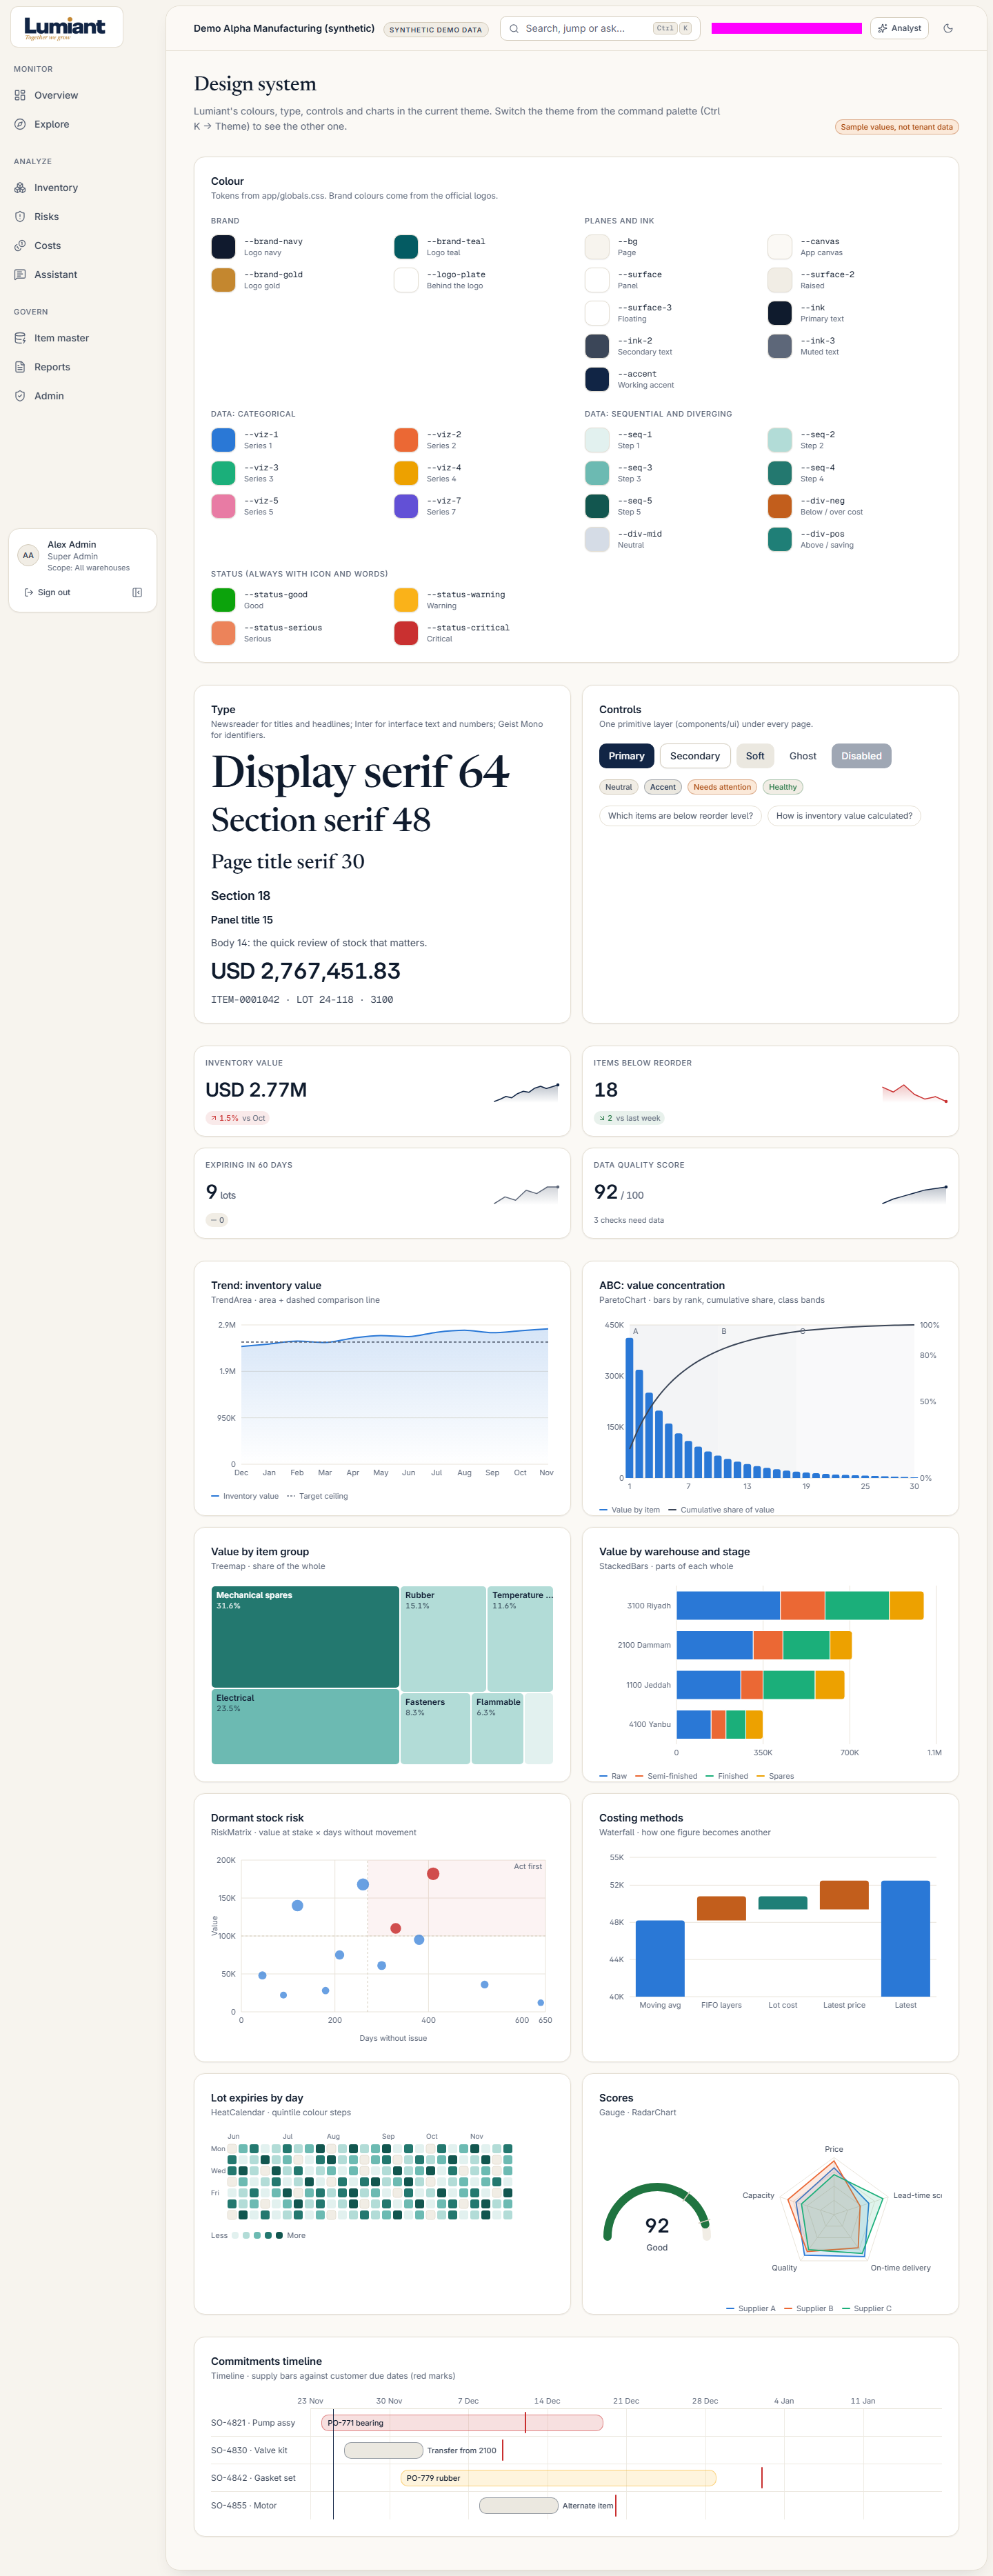 Lumiant
Together we grow
MONITOR
Overview
Explore
ANALYZE
Inventory
Risks
Costs
Assistant
GOVERN
Item master
Reports
Admin
AA
Alex Admin
Super Admin
Scope: All warehouses
Sign out
Demo Alpha Manufacturing (synthetic)
SYNTHETIC DEMO DATA
Search, jump or ask...
Ctrl K
Analyst
Design system
Lumiant's colours, type, controls and charts in the current theme. Switch the theme from the command palette (Ctrl
K → Theme) to see the other one.
Sample values, not tenant data
Colour
Tokens from app/globals.css. Brand colours come from the official logos.
BRAND
--brand-navy
Logo navy
--brand-teal
Logo teal
--brand-gold
Logo gold
--logo-plate
Behind the logo
PLANES AND INK
--bg
Page
--canvas
App canvas
--surface
Panel
--surface-2
Raised
--surface-3
Floating
--ink
Primary text
--ink-2
Secondary text
--ink-3
Muted text
--accent
Working accent
DATA: CATEGORICAL
--viz-1
Series 1
--viz-2
Series 2
--viz-3
Series 3
--viz-4
Series 4
--viz-5
Series 5
--viz-7
Series 7
DATA: SEQUENTIAL AND DIVERGING
--seq-1
Step 1
--seq-2
Step 2
--seq-3
Step 3
--seq-4
Step 4
--seq-5
Step 5
--div-neg
Below / over cost
--div-mid
Neutral
--div-pos
Above / saving
STATUS (ALWAYS WITH ICON AND WORDS)
--status-good
Good
--status-warning
Warning
--status-serious
Serious
--status-critical
Critical
Type
Newsreader for titles and headlines; Inter for interface text and numbers; Geist Mono
for identifiers.
Display serif 64
Section serif 48
Page title serif 30
Section 18
Panel title 15
Body 14: the quick review of stock that matters.
USD 2,767,451.83
ITEM-0001042 · LOT 24-118 · 3100
Controls
One primitive layer (components/ui) under every page.
Primary
Secondary
Soft
Ghost
Disabled
Neutral
Accent
Needs attention
Healthy
Which items are below reorder level?
How is inventory value calculated?
INVENTORY VALUE
USD 2.77M
1.5% vs Oct
ITEMS BELOW REORDER
18
2 vs last week
EXPIRING IN 60 DAYS
9 lots
0
DATA QUALITY SCORE
92 / 100
3 checks need data
Trend: inventory value
TrendArea · area + dashed comparison line
2.9M
1.9M
950K
0
Dec Jan Feb Mar Apr May Jun Jul Aug Sep Oct Nov
Inventory value
Target ceiling
ABC: value concentration
ParetoChart · bars by rank, cumulative share, class bands
450K
300K
150K
0
A B C
100%
80%
50%
0%
1 7 13 19 25 30
Value by item
Cumulative share of value
Value by item group
Treemap · share of the whole
Mechanical spares
31.6%
Rubber
15.1%
Temperature ...
11.6%
Electrical
23.5%
Fasteners
8.3%
Flammable
6.3%
Value by warehouse and stage
StackedBars · parts of each whole
3100 Riyadh
2100 Dammam
1100 Jeddah
4100 Yanbu
0 350K 700K 1.1M
Raw
Semi-finished
Finished
Spares
Dormant stock risk
RiskMatrix · value at stake × days without movement
200K
150K
100K
50K
0
Value
Act first
0 200 400 600 650
Days without issue
Costing methods
Waterfall · how one figure becomes another
55K
52K
48K
44K
40K
Moving avg
FIFO layers
Lot cost
Latest price
Latest
Lot expiries by day
HeatCalendar · quintile colour steps
Jun Jul Aug Sep Oct Nov
Mon
Wed
Fri
Less
More
Scores
Gauge · RadarChart
92
Good
Price
Capacity
Lead-time sc
Quality
On-time delivery
Supplier A
Supplier B
Supplier C
Commitments timeline
Timeline · supply bars against customer due dates (red marks)
23 Nov 30 Nov 7 Dec 14 Dec 21 Dec 28 Dec 4 Jan 11 Jan
SO-4821 · Pump assy
PO-771 bearing
SO-4830 · Valve kit
Transfer from 2100
SO-4842 · Gasket set
PO-779 rubber
SO-4855 · Motor
Alternate item